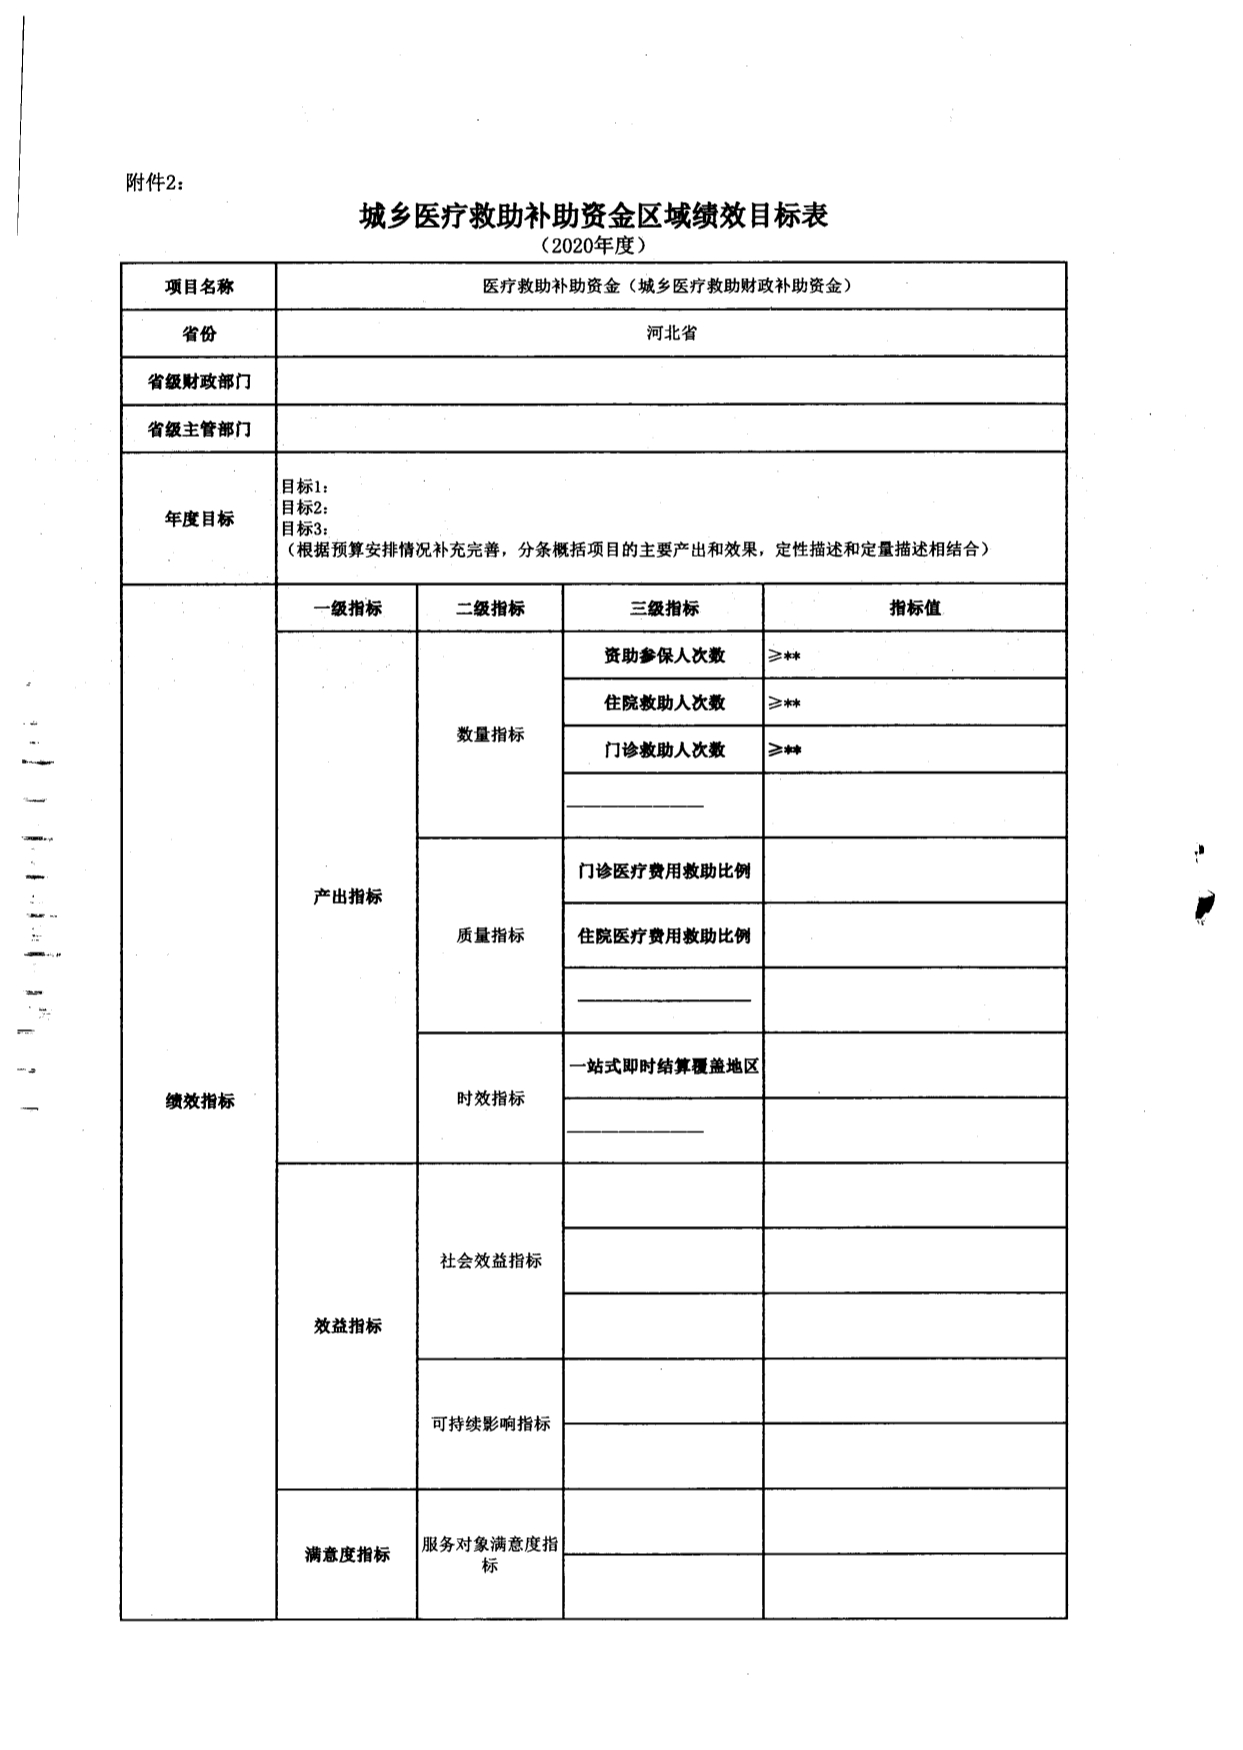 附件2：
城乡医疗救助补助资金区域绩效目标表
（2020年度）
项目名称
医疗救助补助资金（城乡医疗救助财政补助资金）
省份
河北省
省级财政部门
省级主管部门
年度目标
目标1：
目标2：
目标3：
（根据预算安排情况补充完善，分条概括项目的主要产出和效果，定性描述和定量描述相结合）
绩效指标
一级指标
二级指标
三级指标
指标值
产出指标
数量指标
资助参保人次数
≥**
住院救助人次数
≥**
门诊救助人次数
≥**
质量指标
门诊医疗费用救助比例
住院医疗费用救助比例
时效指标
一站式即时结算覆盖地区
效益指标
社会效益指标
可持续影响指标
满意度指标
服务对象满意度指
标